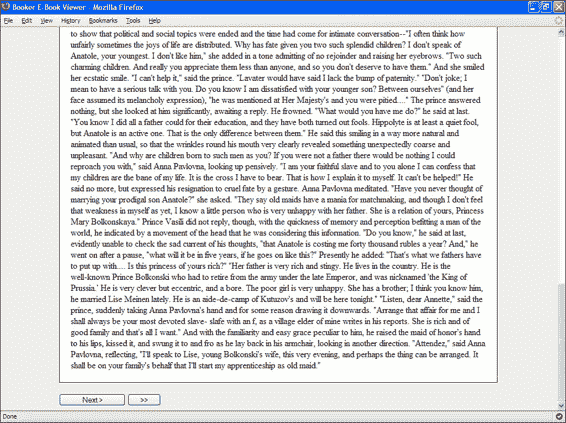 Booker E-Book Viewer - Mozilla Firefox
File Edit View History Bookmarks Tools Help
to show that political and social topics were ended and the time had come for intimate conversation--"I often think how
unfairly sometimes the joys of life are distributed. Why has fate given you two such splendid children? I don't speak of
Anatole, your youngest. I don't like him," she added in a tone admitting of no rejoinder and raising her eyebrows. "Two such
charming children. And really you appreciate them less than anyone, and so you don't deserve to have them." And she smiled
her ecstatic smile. "I can't help it," said the prince. "Lavater would have said I lack the bump of paternity." "Don't joke; I
mean to have a serious talk with you. Do you know I am dissatisfied with your younger son? Between ourselves" (and her
face assumed its melancholy expression), "he was mentioned at Her Majesty's and you were pitied...." The prince answered
nothing, but she looked at him significantly, awaiting a reply. He frowned. "What would you have me do?" he said at last.
"You know I did all a father could for their education, and they have both turned out fools. Hippolyte is at least a quiet fool,
but Anatole is an active one. That is the only difference between them." He said this smiling in a way more natural and
animated than usual, so that the wrinkles round his mouth very clearly revealed something unexpectedly coarse and
unpleasant. "And why are children born to such men as you? If you were not a father there would be nothing I could
reproach you with," said Anna Pavlovna, looking up pensively. "I am your faithful slave and to you alone I can confess that
my children are the bane of my life. It is the cross I have to bear. That is how I explain it to myself. It can't be helped!" He
said no more, but expressed his resignation to cruel fate by a gesture. Anna Pavlovna meditated. "Have you never thought of
marrying your prodigal son Anatole?" she asked. "They say old maids have a mania for matchmaking, and though I don't feel
that weakness in myself as yet, I know a little person who is very unhappy with her father. She is a relation of yours, Princess
Mary Bolkonskaya." Prince Vasili did not reply, though, with the quickness of memory and perception befitting a man of the
world, he indicated by a movement of the head that he was considering this information. "Do you know," he said at last,
evidently unable to check the sad current of his thoughts, "that Anatole is costing me forty thousand rubles a year? And," he
went on after a pause, "what will it be in five years, if he goes on like this?" Presently he added: "That's what we fathers have
to put up with.... Is this princess of yours rich?" "Her father is very rich and stingy. He lives in the country. He is the
well-known Prince Bolkonski who had to retire from the army under the late Emperor, and was nicknamed 'the King of
Prussia.' He is very clever but eccentric, and a bore. The poor girl is very unhappy. She has a brother; I think you know him,
he married Lise Meinen lately. He is an aide-de-camp of Kutuzov's and will be here tonight." "Listen, dear Annette," said the
prince, suddenly taking Anna Pavlovna's hand and for some reason drawing it downwards. "Arrange that affair for me and I
shall always be your most devoted slave- slafe with an f, as a village elder of mine writes in his reports. She is rich and of
good family and that's all I want." And with the familiarity and easy grace peculiar to him, he raised the maid of honor's hand
to his lips, kissed it, and swung it to and fro as he lay back in his armchair, looking in another direction. "Attendez," said Anna
Pavlovna, reflecting, "I'll speak to Lise, young Bolkonski's wife, this very evening, and perhaps the thing can be arranged. It
shall be on your family's behalf that I'll start my apprenticeship as old maid."
Next > >>
Done